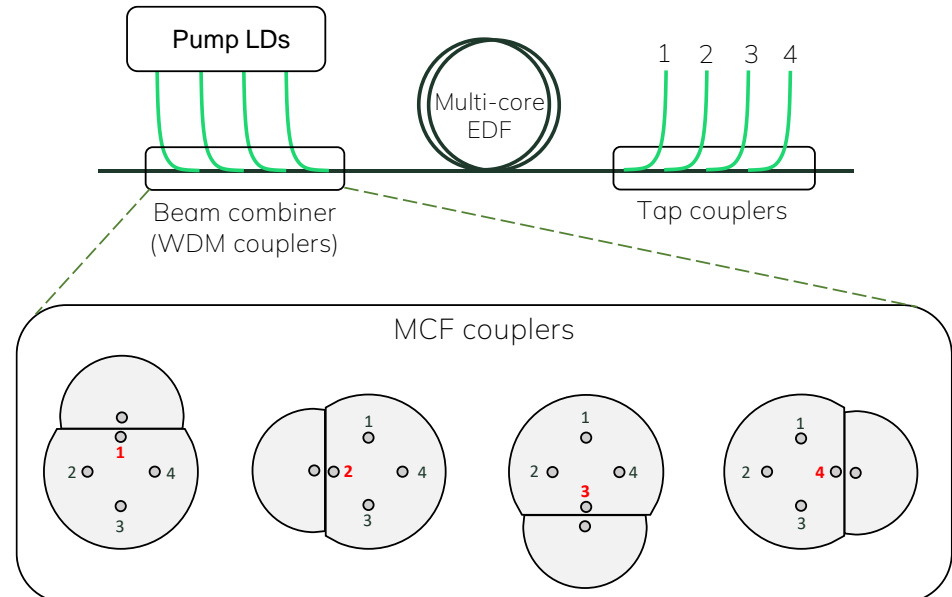 Pump LDs
1 2 3 4
Multi-core
EDF
Beam combiner
(WDM couplers)
Tap couplers
MCF couplers
1
2 4
3
1
2 4
3
1
2 4
3
1
2 4
3